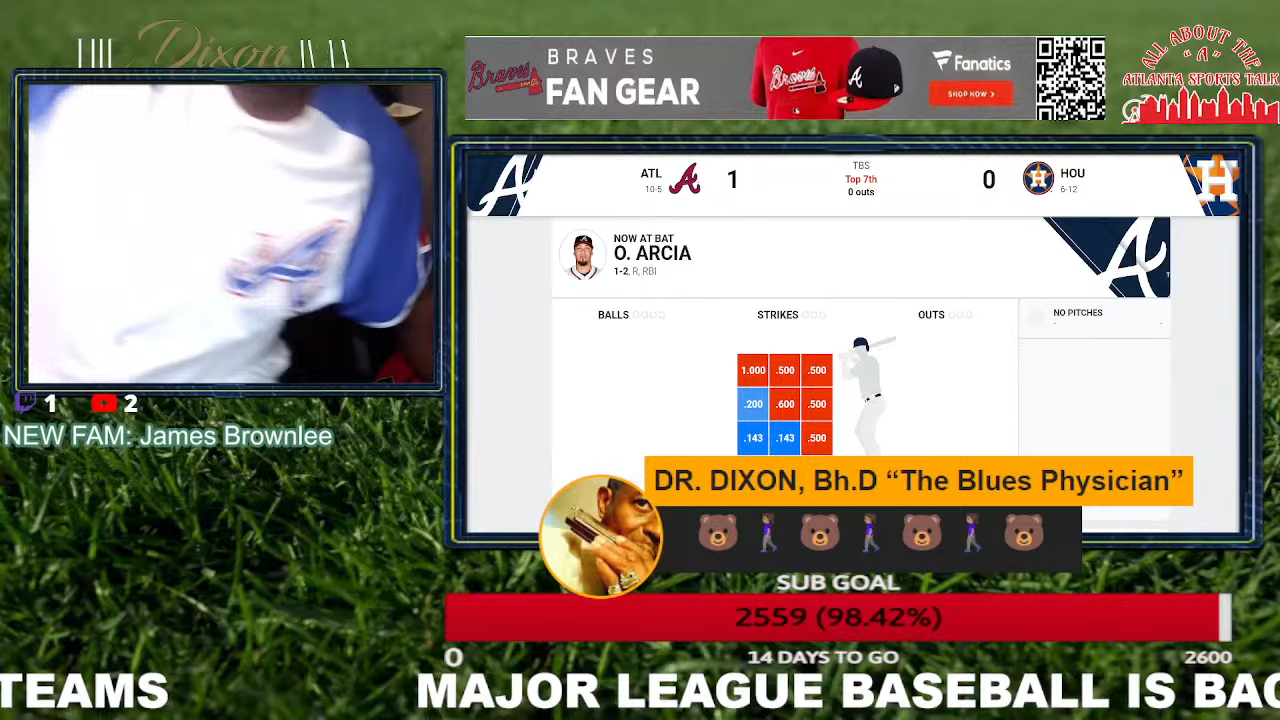 Dixon
BRAVES
FAN GEAR
Braves
Braves
A
Fanatics
SHOP NOW >
ALL ABOUT THE
"A"
ATLANTA SPORTS TALK
ATL
10-5
1
TBS
Top 7th
0 outs
0
HOU
6-12
H
H
NOW AT BAT
O. ARCIA
1-2, R, RBI
BALLS
STRIKES
OUTS
NO PITCHES
-
-
1.000 .500 .500
.200 .600 .500
.143 .143 .500
1
2
NEW FAM: James Brownlee
DR. DIXON, Bh.D “The Blues Physician”
SUB GOAL
2559 (98.42%)
0
14 DAYS TO GO
2600
TEAMS
MAJOR LEAGUE BASEBALL IS BAC